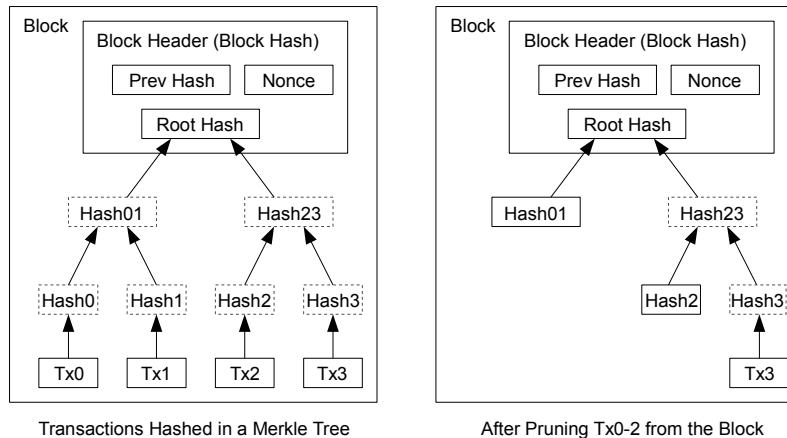 Block
Block Header (Block Hash)
Prev Hash
Nonce
Root Hash
Hash01
Hash23
Hash0
Hash1
Hash2
Hash3
Tx0
Tx1
Tx2
Tx3
Transactions Hashed in a Merkle Tree
Block
Block Header (Block Hash)
Prev Hash
Nonce
Root Hash
Hash01
Hash23
Hash2
Hash3
Tx3
After Pruning Tx0-2 from the Block